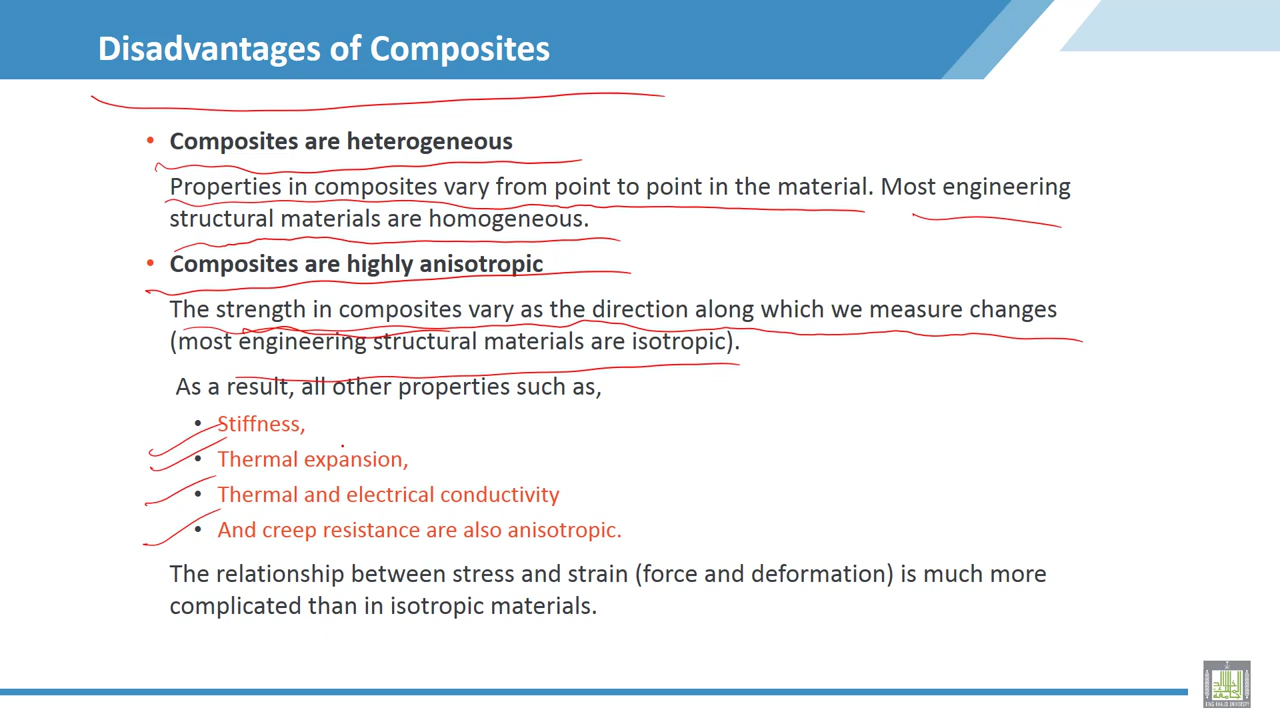 Disadvantages of Composites
• Composites are heterogeneous
Properties in composites vary from point to point in the material. Most engineering
structural materials are homogeneous.
• Composites are highly anisotropic
The strength in composites vary as the direction along which we measure changes
(most engineering structural materials are isotropic).
As a result, all other properties such as,
• Stiffness,
• Thermal expansion,
• Thermal and electrical conductivity
• And creep resistance are also anisotropic.
The relationship between stress and strain (force and deformation) is much more
complicated than in isotropic materials.
KING KHALID UNIVERSITY